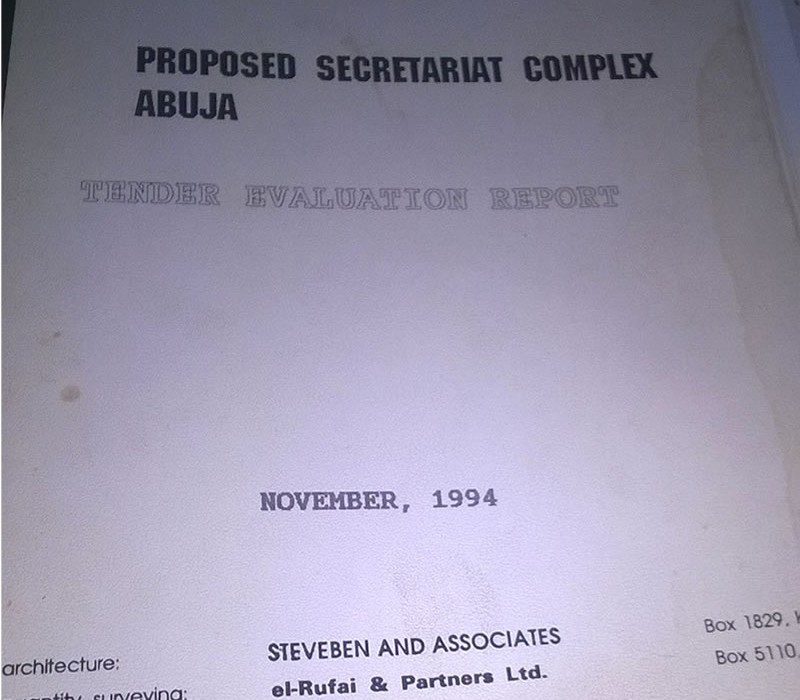 PROPOSED SECRETARIAT COMPLEX
ABUJA
TENDER EVALUATION REPORT
NOVEMBER, 1994
architecture: STEVEBEN AND ASSOCIATES Box 1829,
surveying: el-Rufai & Partners Ltd. Box 5110,